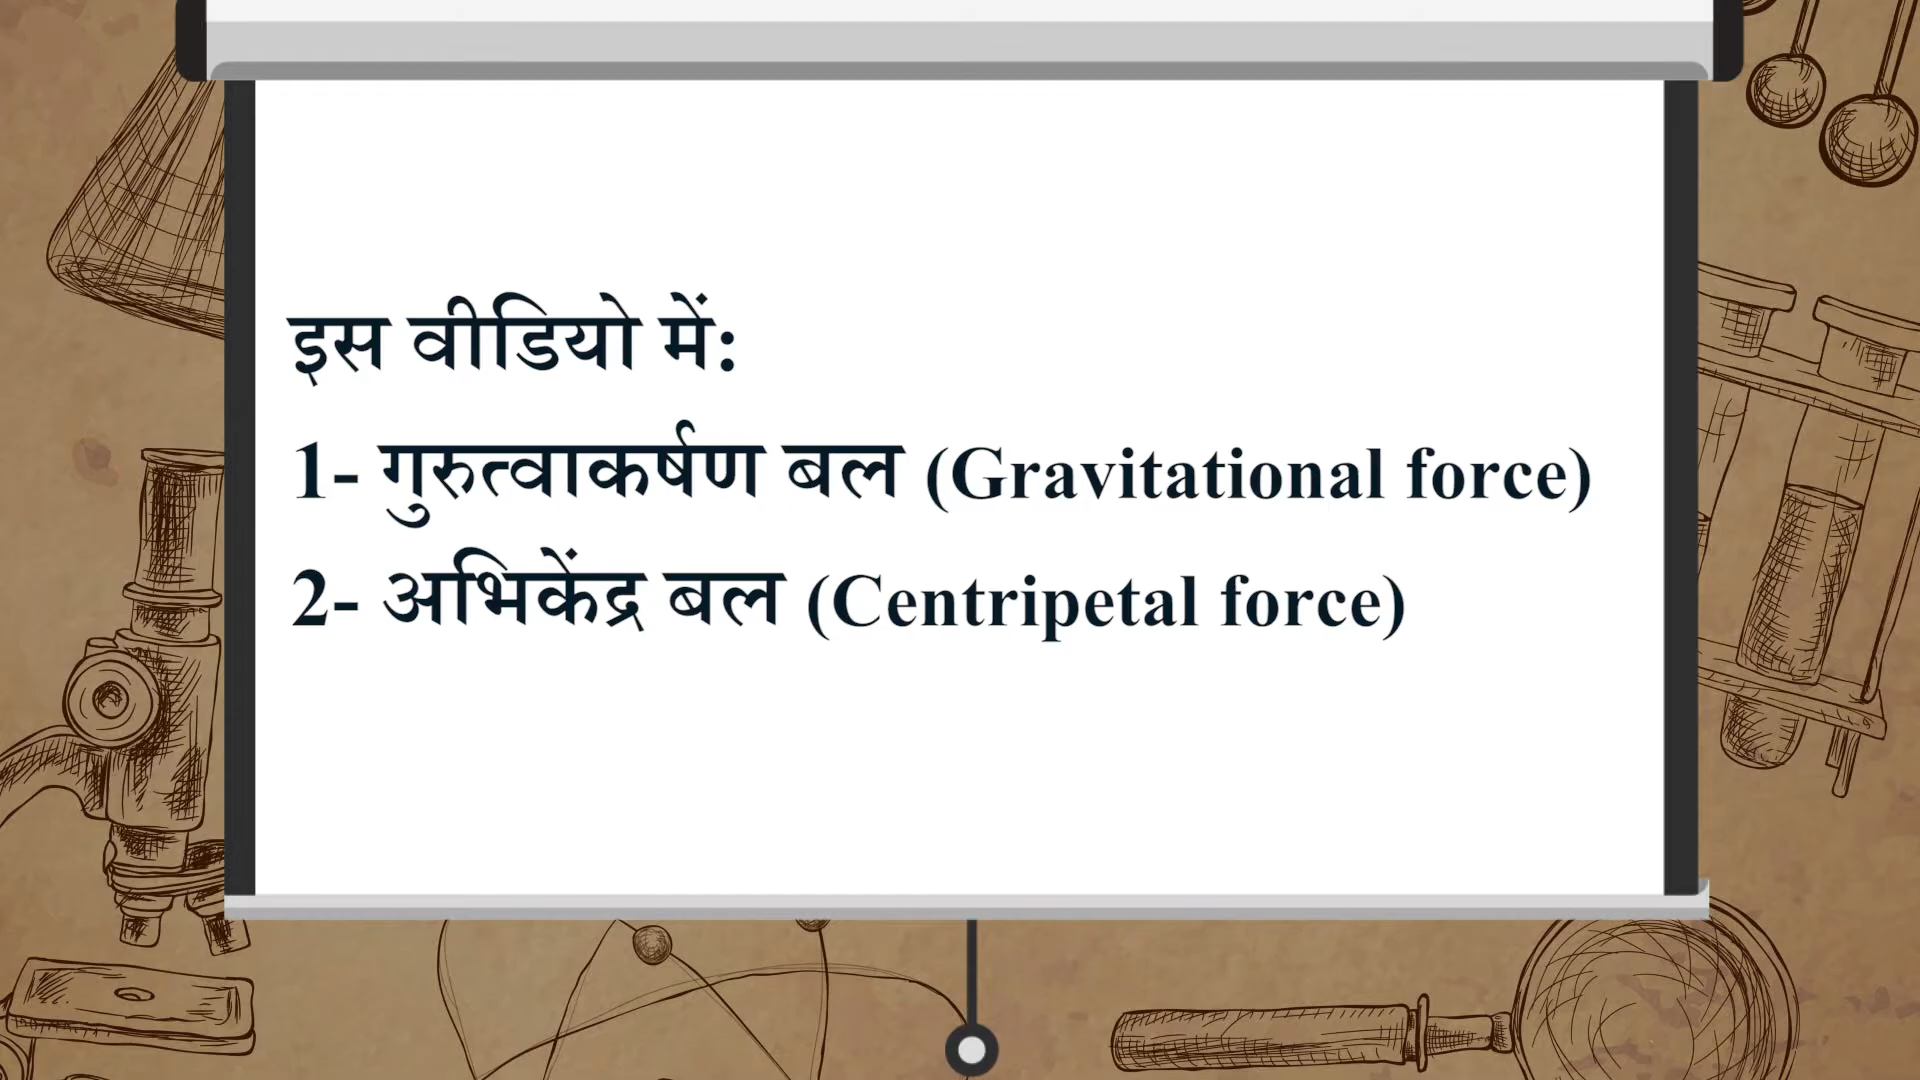 इस वीडियो में:
1- गुरुत्वाकर्षण बल (Gravitational force)
2- अभिकेंद्र बल (Centripetal force)